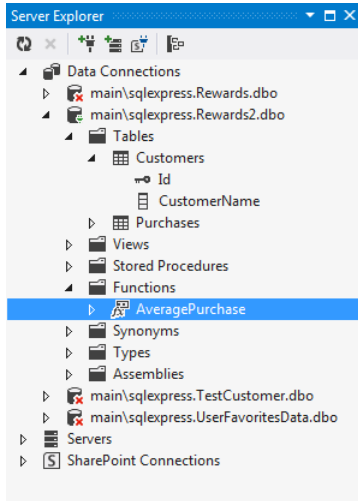 Server Explorer
Data Connections
main\sqlexpress.Rewards.dbo
main\sqlexpress.Rewards2.dbo
Tables
Customers
Id
CustomerName
Purchases
Views
Stored Procedures
Functions
AveragePurchase
Synonyms
Types
Assemblies
main\sqlexpress.TestCustomer.dbo
main\sqlexpress.UserFavoritesData.dbo
Servers
SharePoint Connections